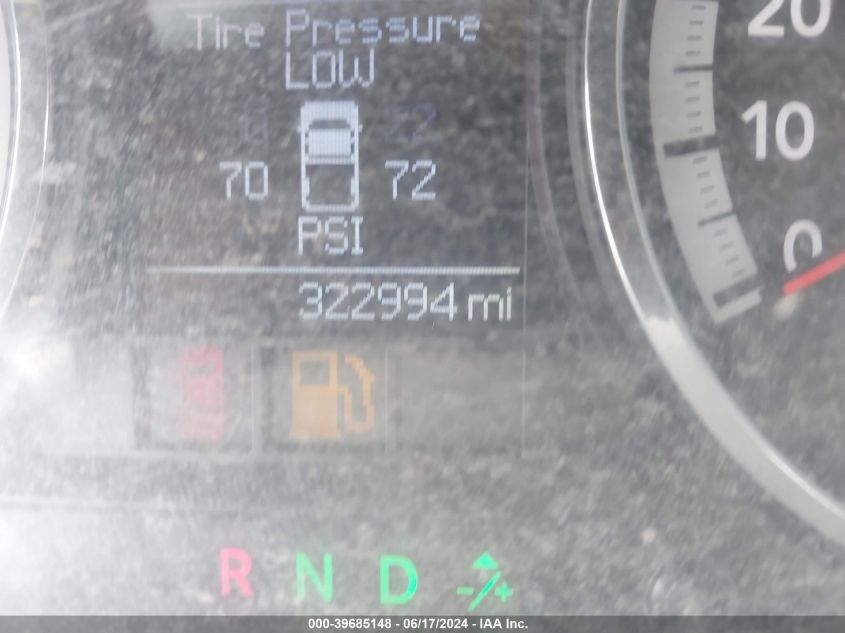 Tire Pressure
LOW
70 72
PSI
322994 mi
20
10
0
R N D -/+
000-39685148 - 06/17/2024 - IAA Inc.